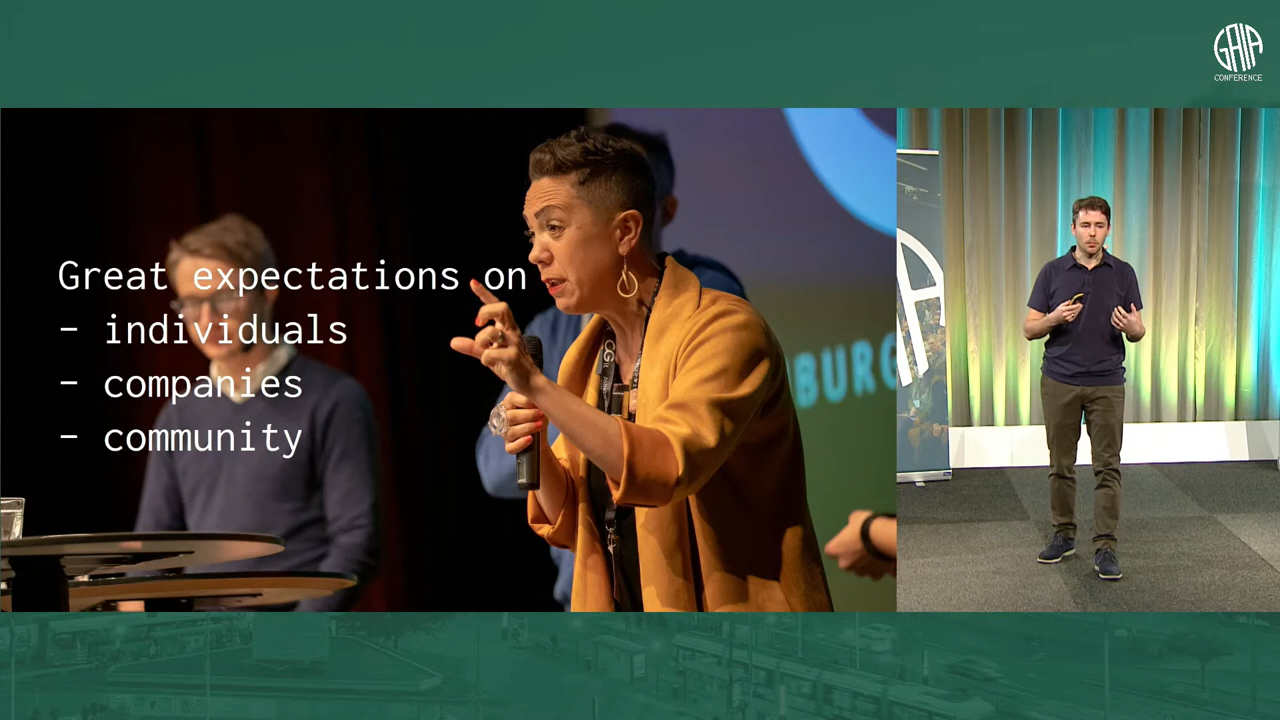 Great expectations on
- individuals
- companies
- community
BURG
GAIA
CONFERENCE